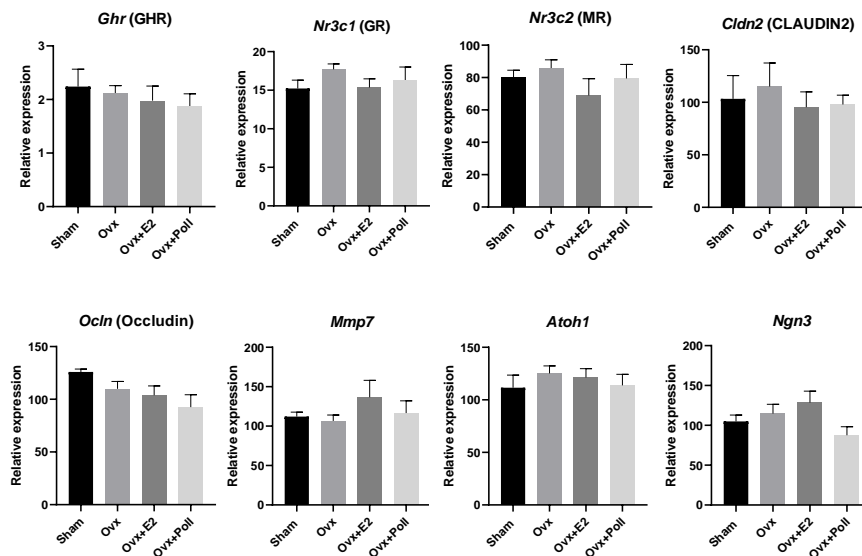 Ghr (GHR)
Relative expression
3
2
1
0
Sham
Ovx
Ovx+E2
Ovx+Poll
Nr3c1 (GR)
Relative expression
20
15
10
5
0
Sham
Ovx
Ovx+E2
Ovx+Poll
Nr3c2 (MR)
Relative expression
100
80
60
40
20
0
Sham
Ovx
Ovx+E2
Ovx+Poll
Cldn2 (CLAUDIN2)
Relative expression
150
100
50
0
Sham
Ovx
Ovx+E2
Ovx+Poll
Ocln (Occludin)
Relative expression
150
100
50
0
Sham
Ovx
Ovx+E2
Ovx+Poll
Mmp7
Relative expression
200
150
100
50
0
Sham
Ovx
Ovx+E2
Ovx+Poll
Atoh1
Relative expression
150
100
50
0
Sham
Ovx
Ovx+E2
Ovx+Poll
Ngn3
Relative expression
200
150
100
50
0
Sham
Ovx
Ovx+E2
Ovx+Poll